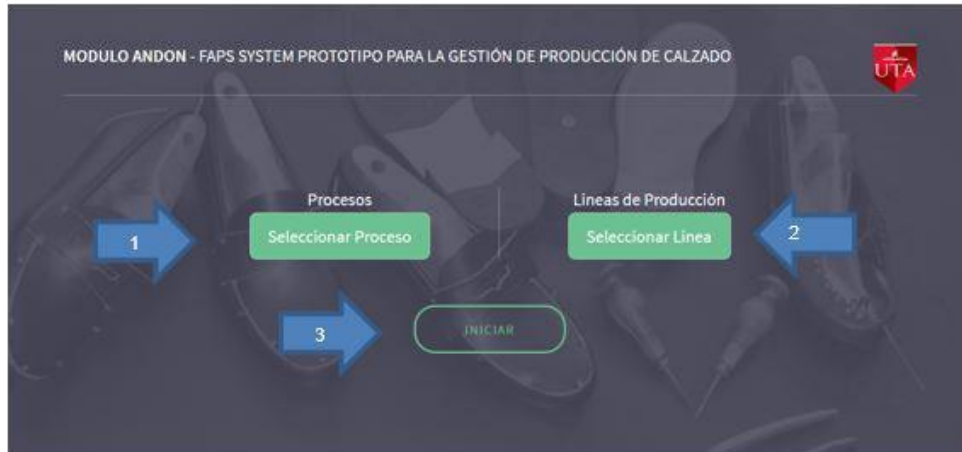 MODULO ANDON - FAPS SYSTEM PROTOTIPO PARA LA GESTIÓN DE PRODUCCIÓN DE CALZADO
UTA
Procesos
Lineas de Producción
1
Seleccionar Proceso
Seleccionar Linea
2
3
INICIAR